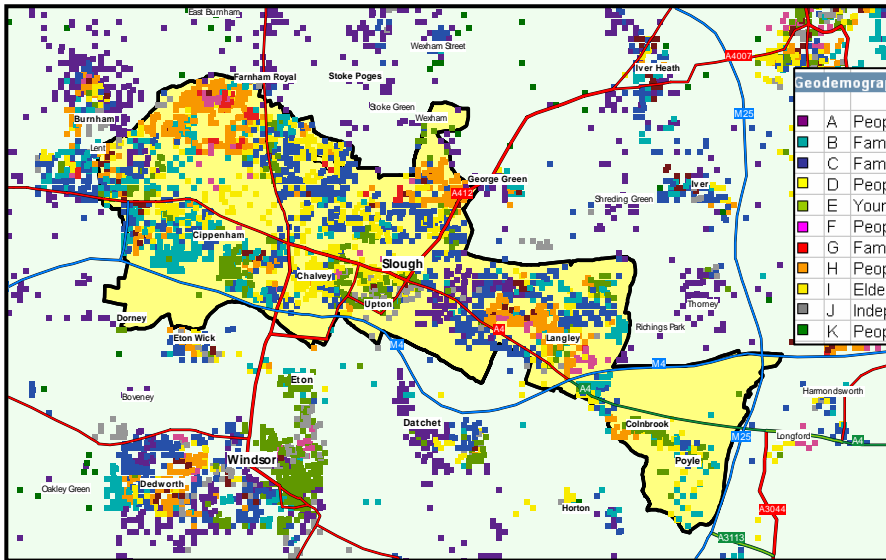 East Burnham
Wexham Street
A4007
Farnham Royal
Stoke Poges
Iver Heath
Geodemogra
Burnham
Stoke Green
Wexham
M25
A Peop
B Fam
C Fam
D Peop
E Your
F Peop
G Fam
H Peop
I Elde
J Indep
K Peop
Lent
George Green
A412
Iver
Shreding Green
Cippenham
Slough
Chalvey
Upton
Thorney
Dorney
Richings Park
Eton Wick
A4
Langley
M4
M4
Eton
Boveney
A4
Harmondsworth
Datchet
Colnbrook
M25
Longford
A4
Windsor
Poyle
Oakley Green
Dedworth
Horton
A3044
A3113